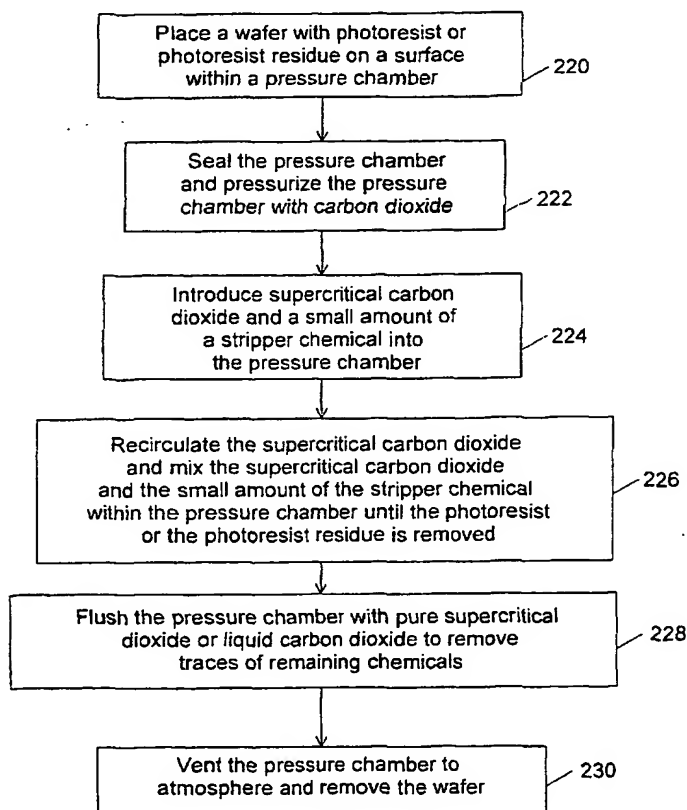 Place a wafer with photoresist or
photoresist residue on a surface
within a pressure chamber
220
Seal the pressure chamber
and pressurize the pressure
chamber with carbon dioxide
222
Introduce supercritical carbon
dioxide and a small amount of
a stripper chemical into
the pressure chamber
224
Recirculate the supercritical carbon dioxide
and mix the supercritical carbon dioxide
and the small amount of the stripper chemical
within the pressure chamber until the photoresist
or the photoresist residue is removed
226
Flush the pressure chamber with pure supercritical
dioxide or liquid carbon dioxide to remove
traces of remaining chemicals
228
Vent the pressure chamber to
atmosphere and remove the wafer
230